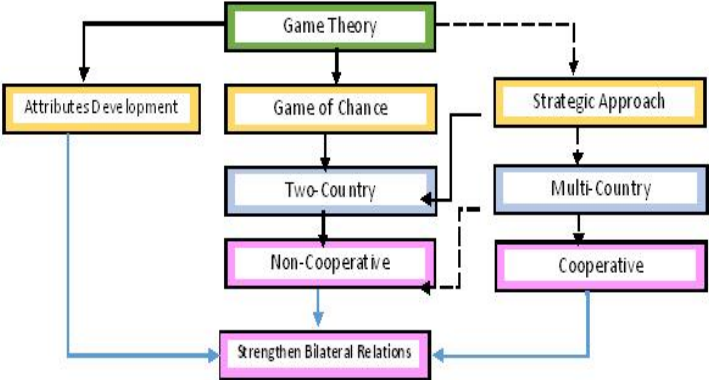 Game Theory
Attributes Development
Game of Chance
Strategic Approach
Two-Country
Multi-Country
Non-Cooperative
Cooperative
Strengthen Bilateral Relations